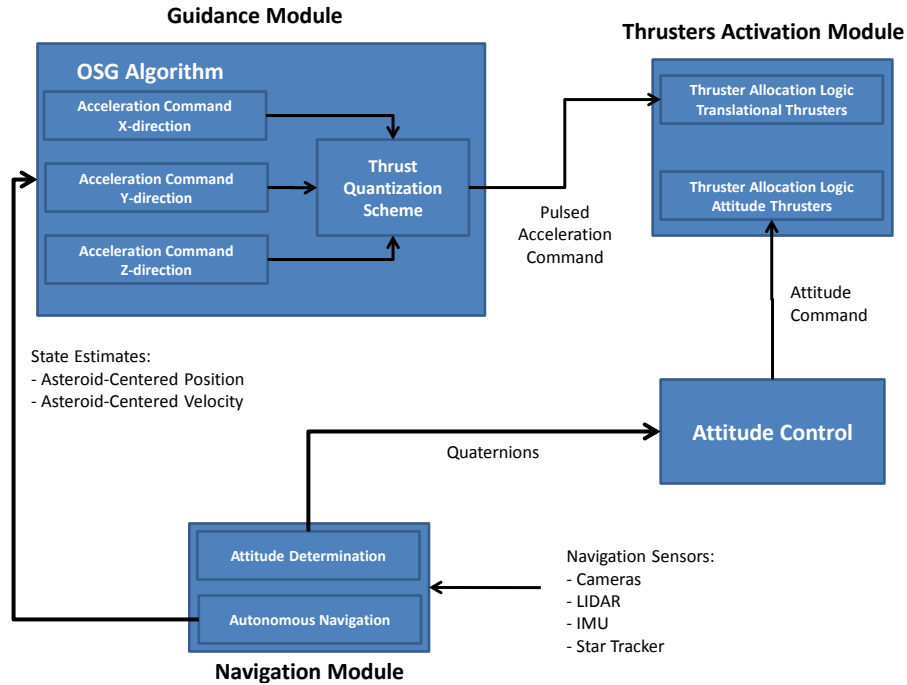 Guidance Module
Thrusters Activation Module
OSG Algorithm
Acceleration Command
X-direction
Acceleration Command
Y-direction
Acceleration Command
Z-direction
Thrust
Quantization
Scheme
Pulsed
Acceleration
Command
Thruster Allocation Logic
Translational Thrusters
Thruster Allocation Logic
Attitude Thrusters
Attitude
Command
State Estimates:
- Asteroid-Centered Position
- Asteroid-Centered Velocity
Attitude Control
Quaternions
Attitude Determination
Autonomous Navigation
Navigation Module
Navigation Sensors:
- Cameras
- LIDAR
- IMU
- Star Tracker